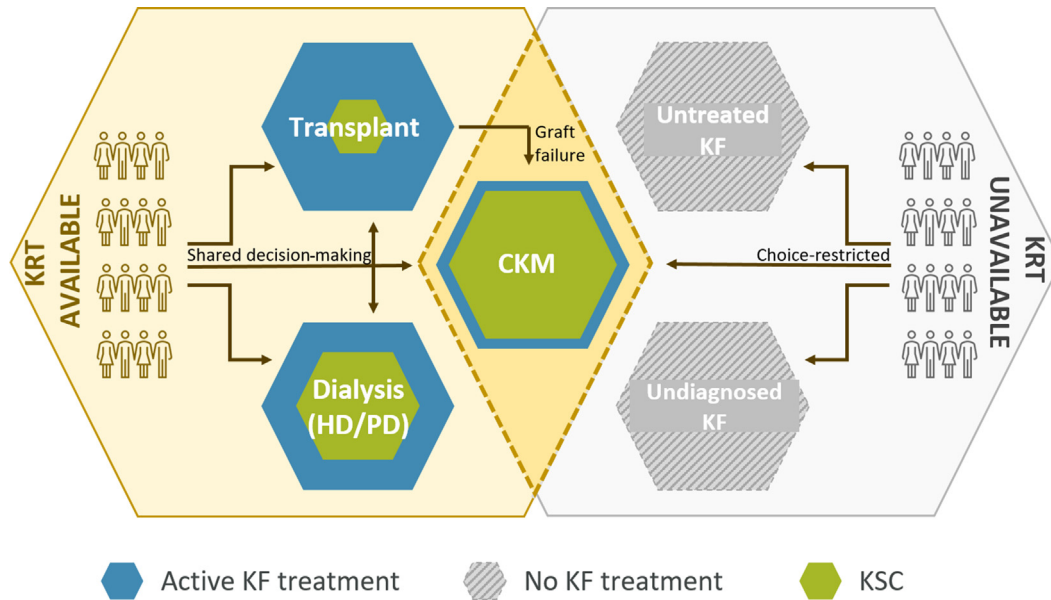 KRT
AVAILABLE
Transplant
Graft
failure
Shared decision-making
CKM
Dialysis
(HD/PD)
Untreated
KF
Choice-restricted
Undiagnosed
KF
KRT
UNAVAILABLE
Active KF treatment
No KF treatment
KSC